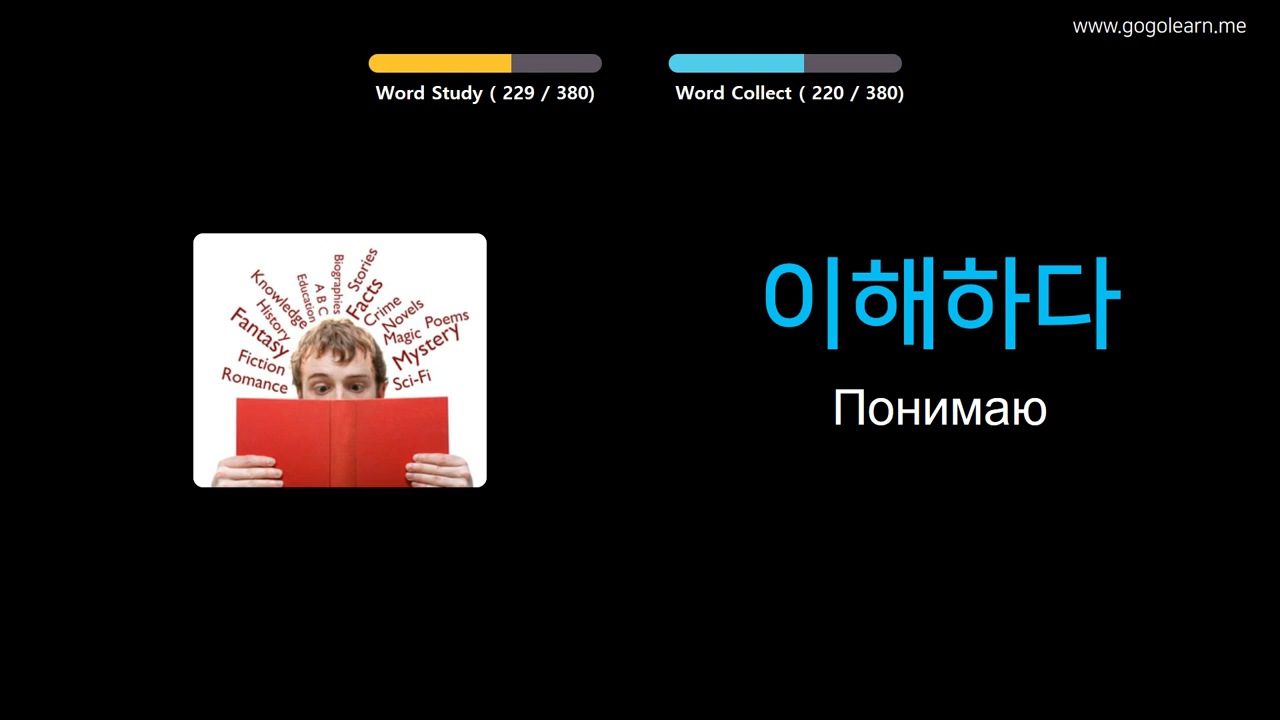 www.gogolearn.me
Word Study ( 229 / 380)
Word Collect ( 220 / 380)
Knowledge
History
Fantasy
Fiction
Romance
Education
A B C
Biographies
Stories
Facts
Crime
Novels
Magic
Poems
Mystery
Sci-Fi
이해하다
Понимаю